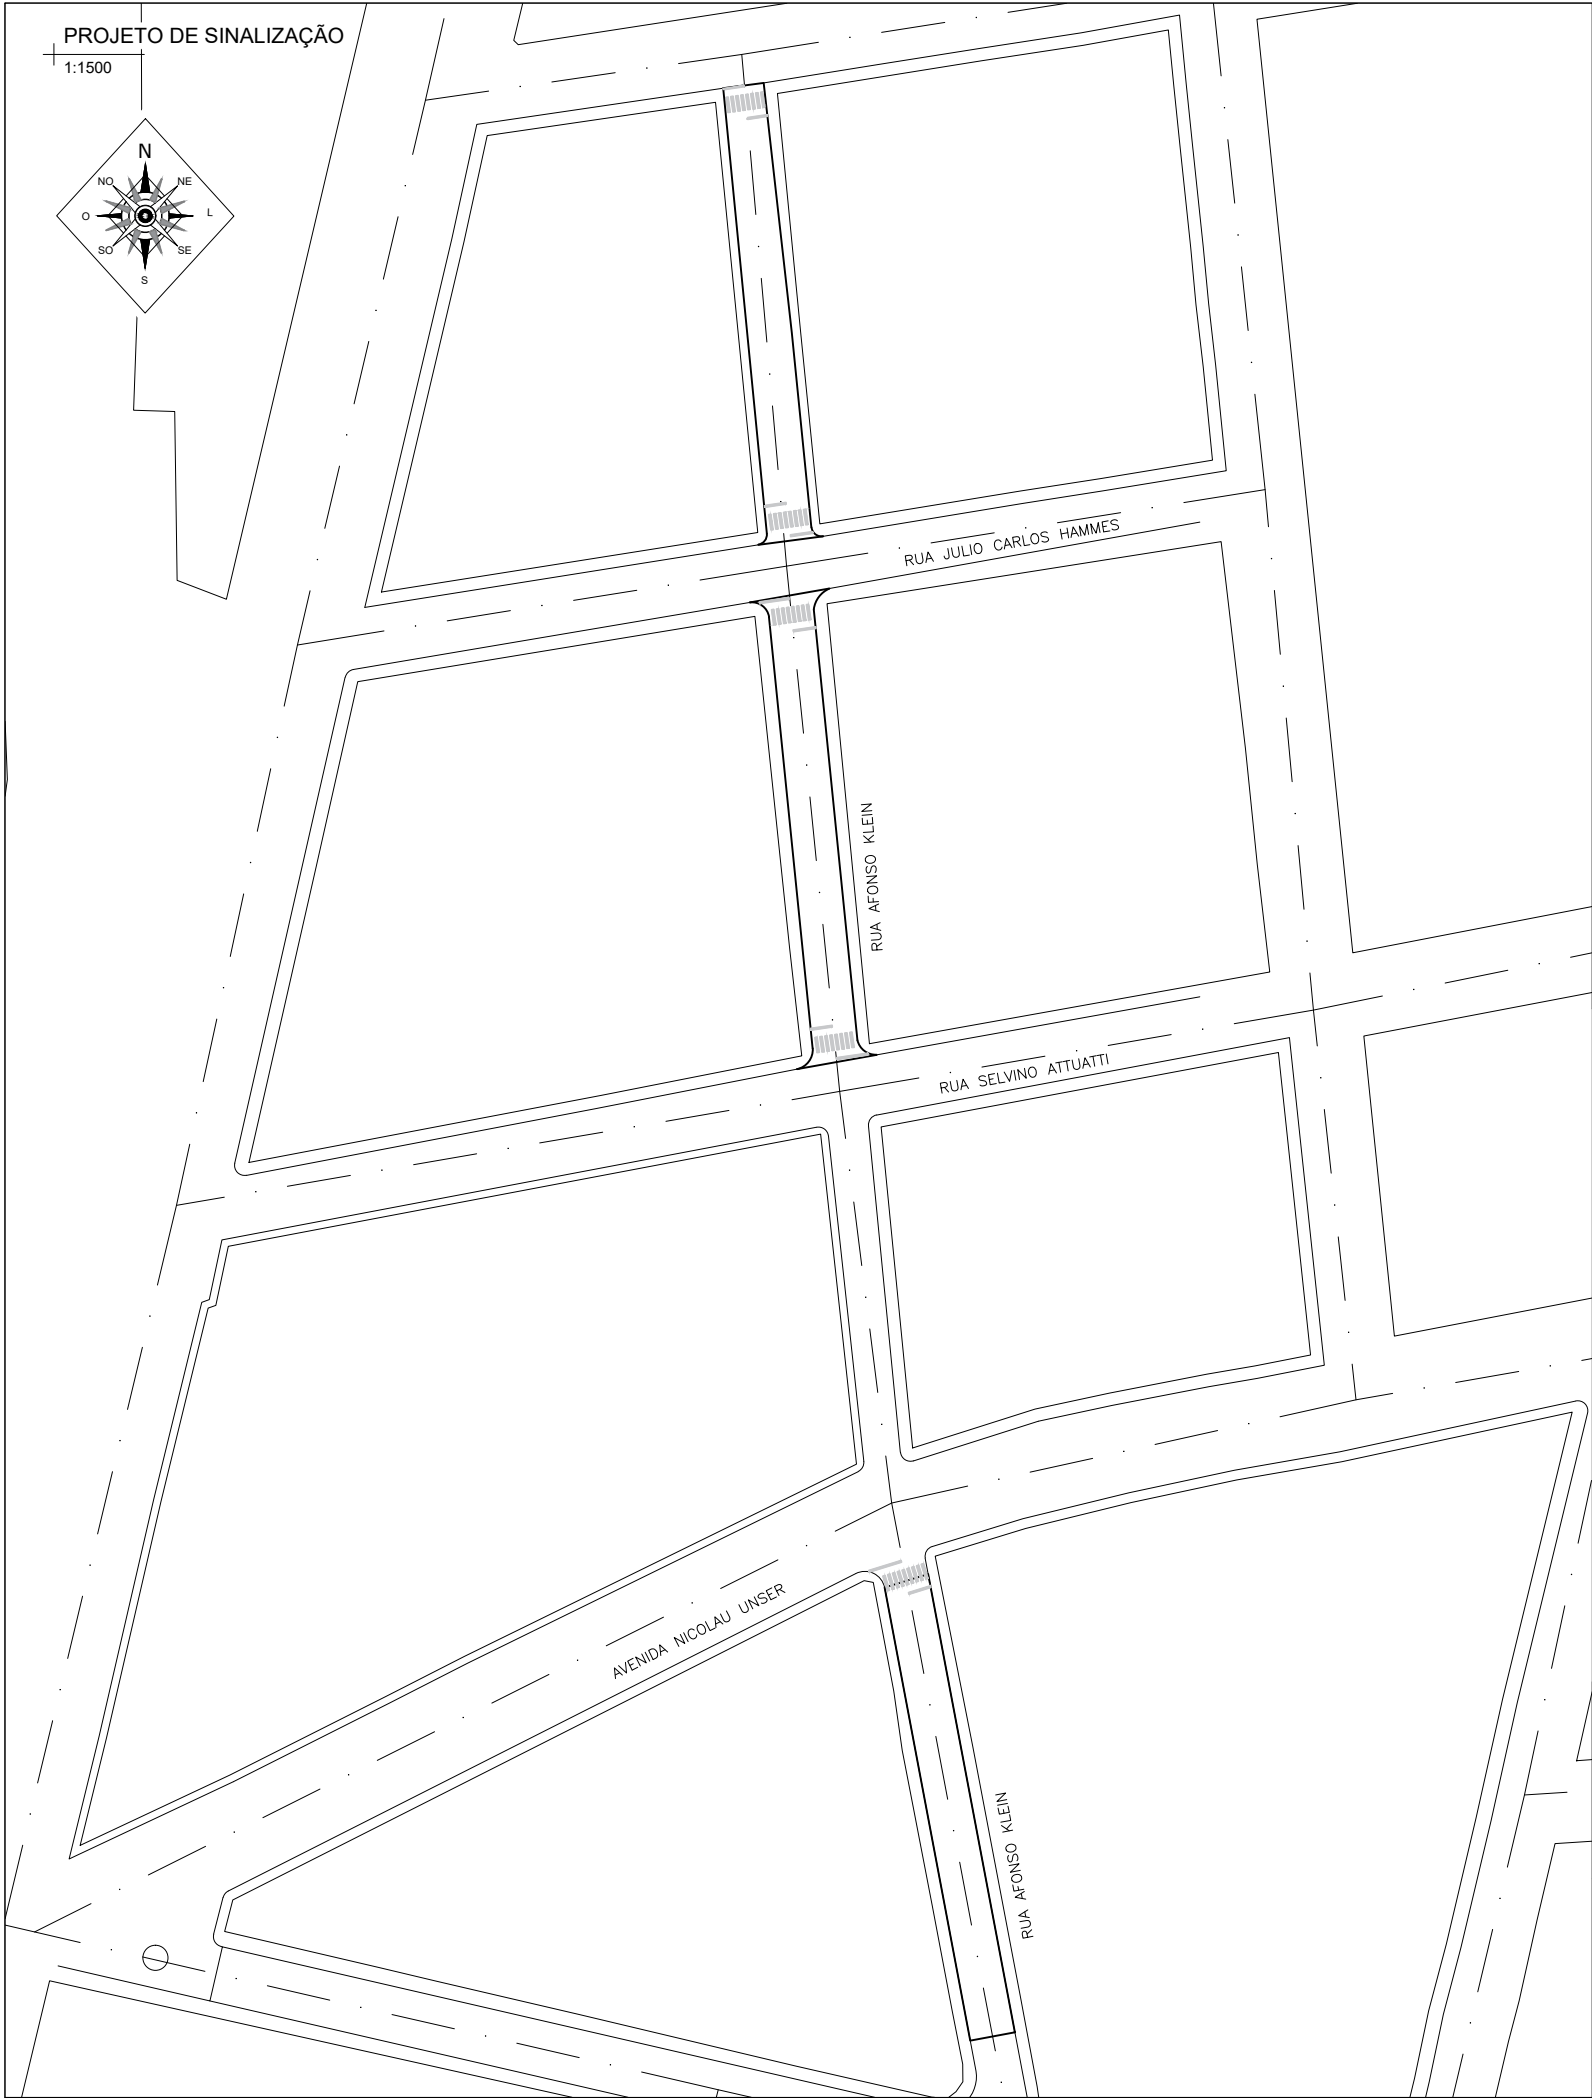 PROJETO DE SINALIZAÇÃO
1:1500
N
NO
NE
O
L
SO
SE
S
RUA JULIO CARLOS HAMMES
RUA AFONSO KLEIN
RUA SELVINO ATTUATTI
AVENIDA NICOLAU UNSER
RUA AFONSO KLEIN